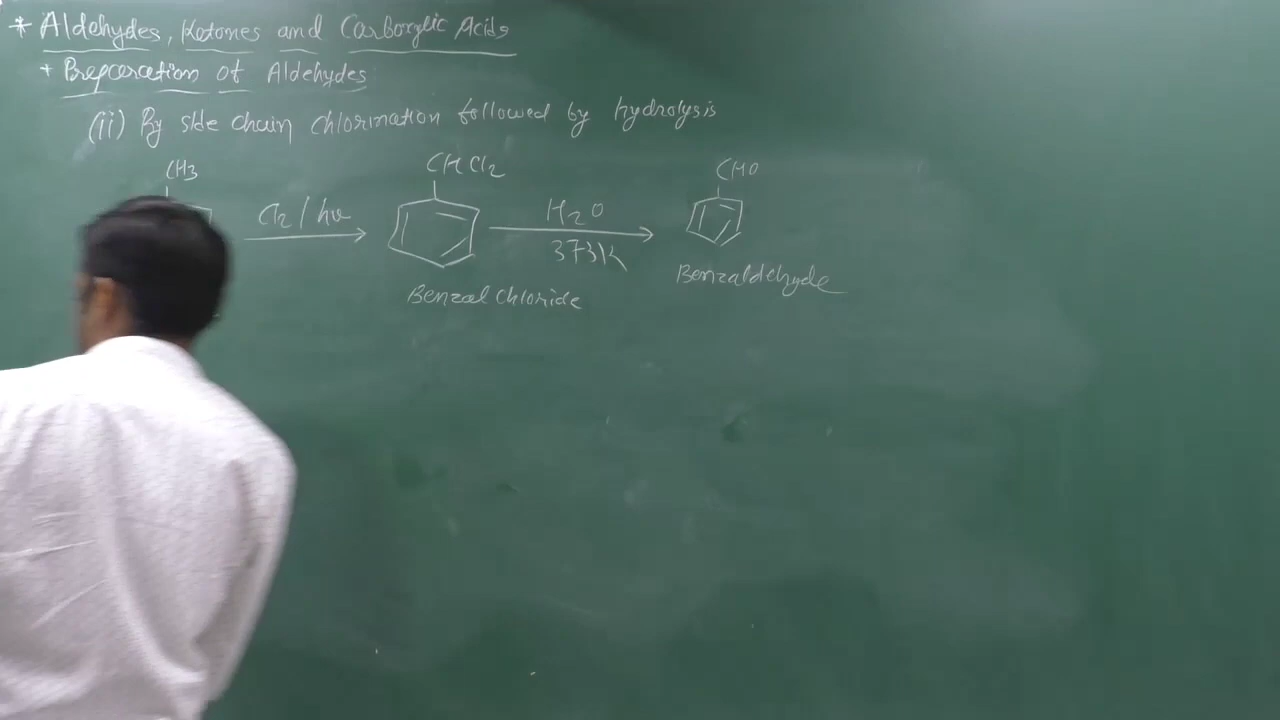 * Aldehydes, Ketones and Carboxylic Acids
+ Preparation of Aldehydes
(ii) By side chain chlorination followed by hydrolysis
CH3 CHCl2 CHO
Cl2/hν H2O
373K
Benzal chloride Benzaldehyde